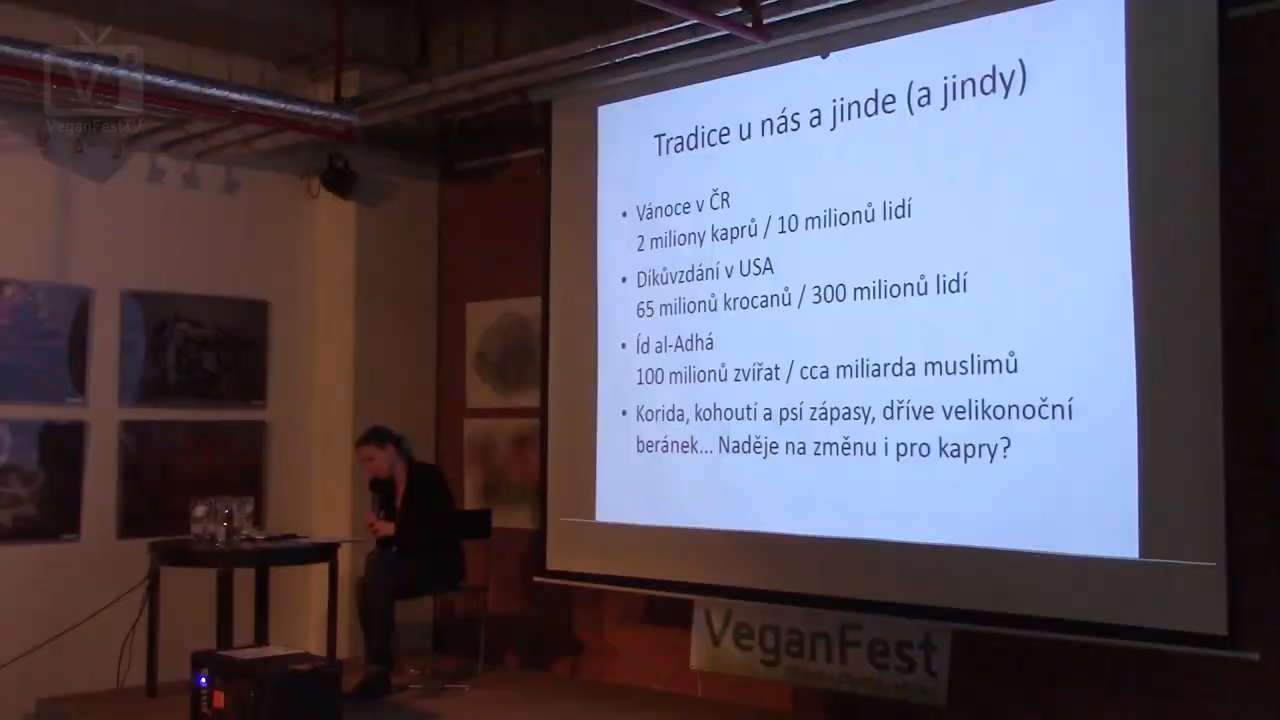 VeganFestTV
Tradice u nás a jinde (a jindy)
• Vánoce v ČR
2 miliony kaprů / 10 milionů lidí
• Díkůvzdání v USA
65 milionů krocanů / 300 milionů lidí
• Íd al-Adhá
100 milionů zvířat / cca miliarda muslimů
• Korida, kohoutí a psí zápasy, dříve velikonoční
beránek... Naděje na změnu i pro kapry?
VeganFest